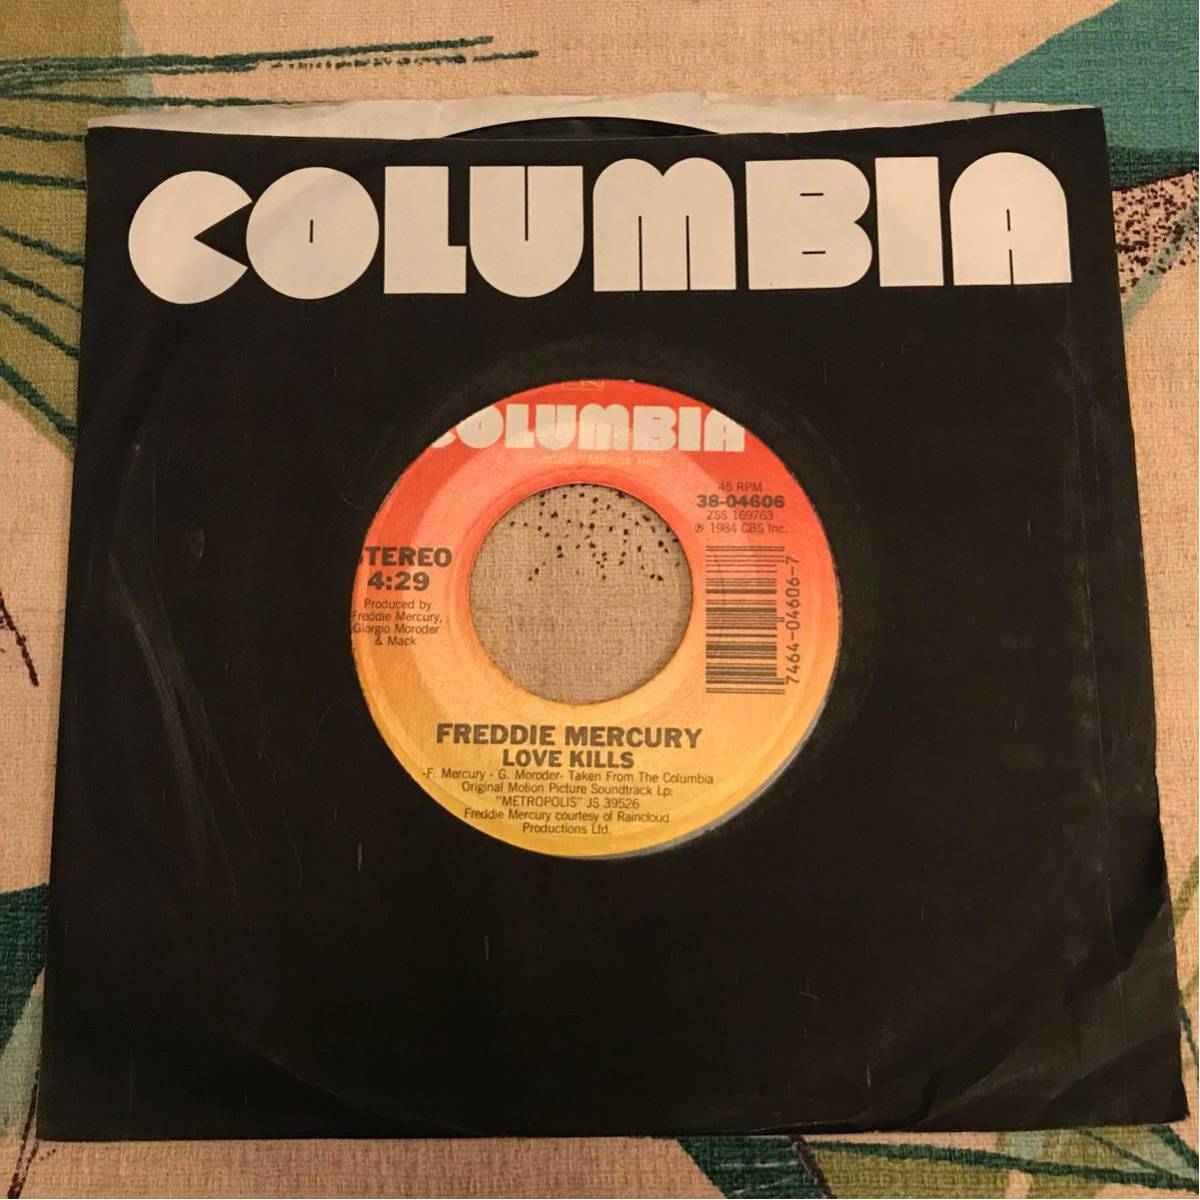 COLUMBIA
COLUMBIA
45 RPM
38-04606
ZSS 169763
℗ 1984 CBS Inc.
STEREO
4:29
Produced by
Freddie Mercury,
Giorgio Moroder
& Mack
7464-04606-7
FREDDIE MERCURY
LOVE KILLS
-F. Mercury - G. Moroder- Taken From The Columbia
Original Motion Picture Soundtrack Lp:
"METROPOLIS" JS 39526
Freddie Mercury courtesy of Raincloud
Productions Ltd.